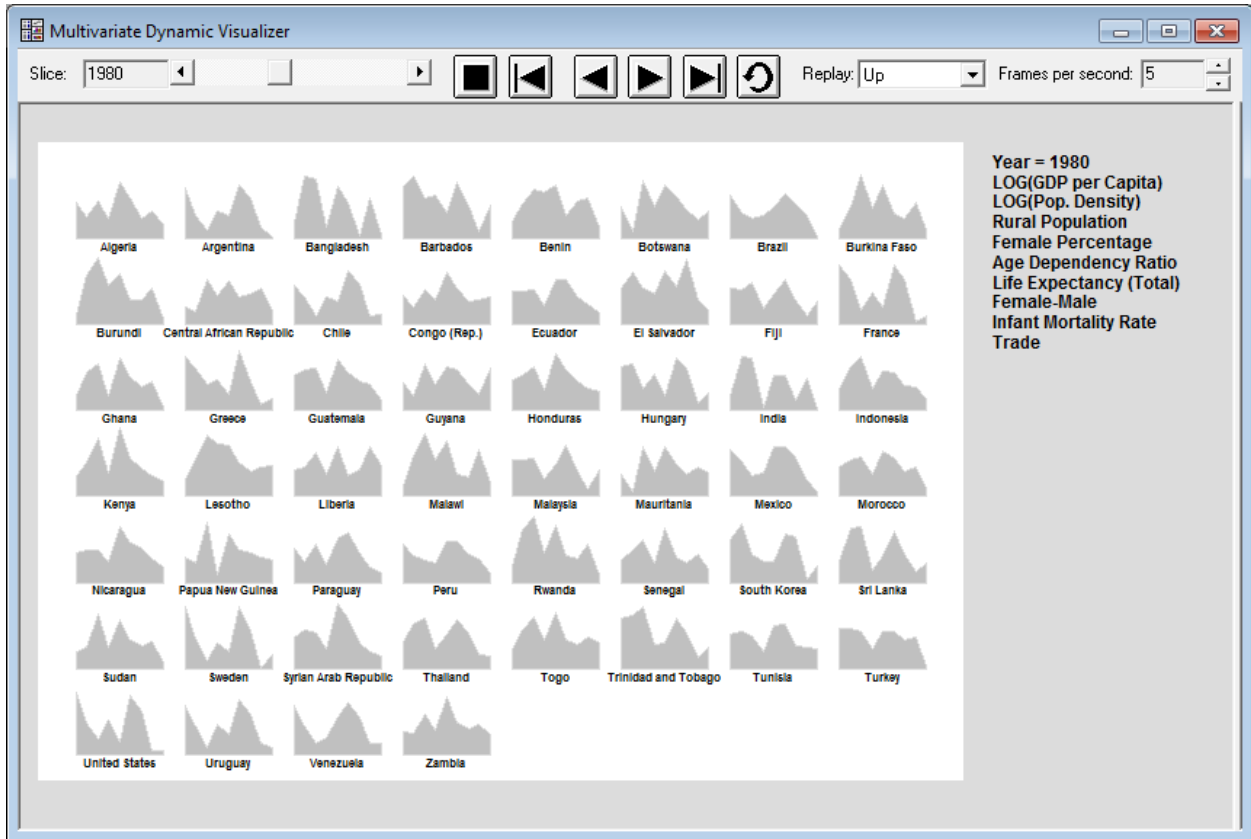 Multivariate Dynamic Visualizer
Slice: 1980 Replay: Up Frames per second: 5
Year = 1980
LOG(GDP per Capita)
LOG(Pop. Density)
Rural Population
Female Percentage
Age Dependency Ratio
Life Expectancy (Total)
Female-Male
Infant Mortality Rate
Trade
Algeria Argentina Bangladesh Barbados Benin Botswana Brazil Burkina Faso
Burundi Central African Republic Chile Congo (Rep.) Ecuador El Salvador Fiji France
Ghana Greece Guatemala Guyana Honduras Hungary India Indonesia
Kenya Lesotho Liberia Malawi Malaysia Mauritania Mexico Morocco
Nicaragua Papua New Guinea Paraguay Peru Rwanda Senegal South Korea Sri Lanka
Sudan Sweden Syrian Arab Republic Thailand Togo Trinidad and Tobago Tunisia Turkey
United States Uruguay Venezuela Zambia